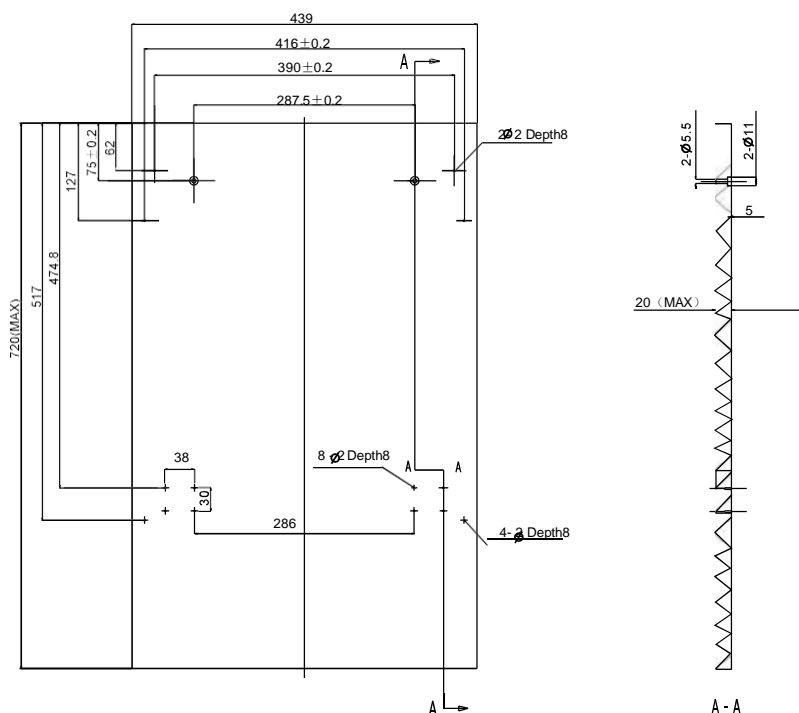 439
416±0.2
A
390±0.2
287.5±0.2
2-Ø2 Depth8
62
75±0.2
127
474.8
517
720(MAX)
2-Ø5.5
2-Ø11
5
20（MAX）
38
8-Ø2 Depth8
A
A
30
286
4-Ø2 Depth8
A
A - A